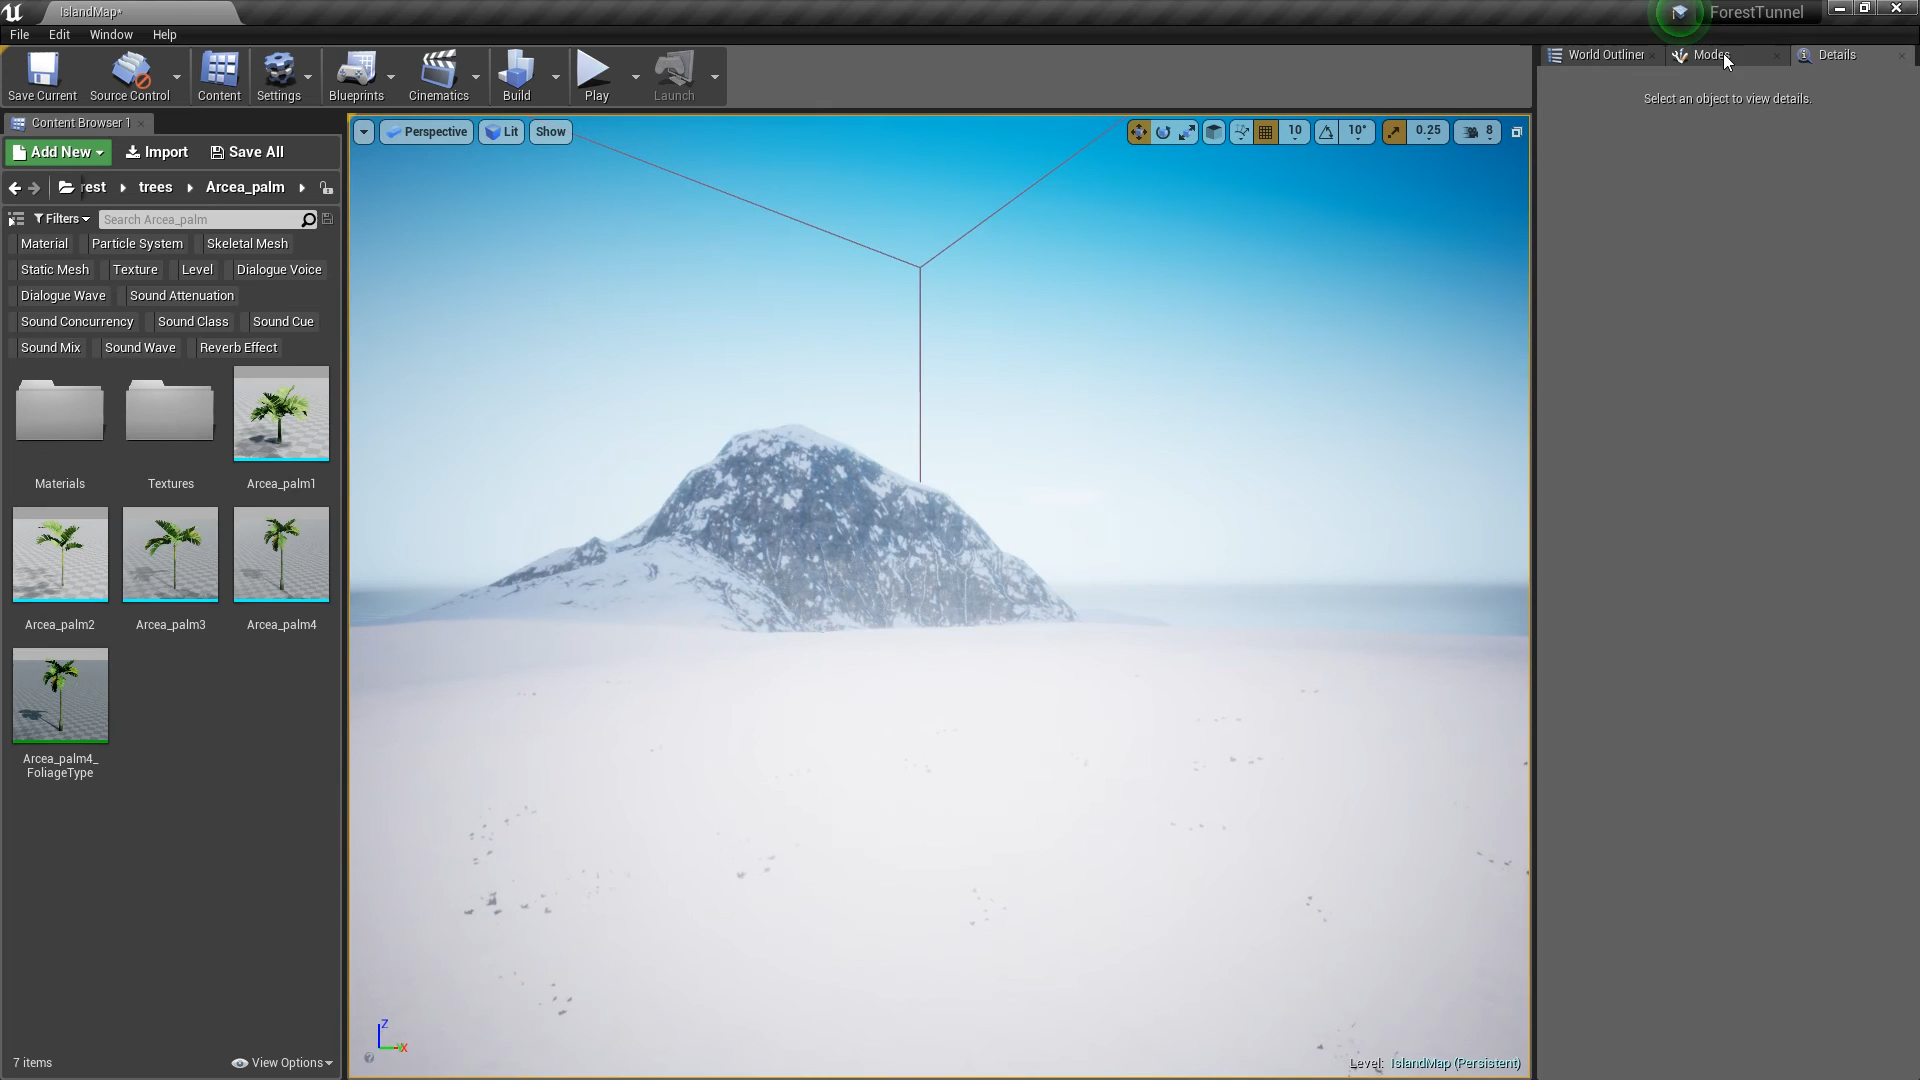 IslandMap*
ForestTunnel
File Edit Window Help
Save Current Source Control Content Settings Blueprints Cinematics Build Play Launch
World Outliner Modes Details
Select an object to view details.
Content Browser 1
Add New Import Save All
rest trees Arcea_palm
Filters Search Arcea_palm
Material Particle System Skeletal Mesh
Static Mesh Texture Level Dialogue Voice
Dialogue Wave Sound Attenuation
Sound Concurrency Sound Class Sound Cue
Sound Mix Sound Wave Reverb Effect
Materials Textures Arcea_palm1
Arcea_palm2 Arcea_palm3 Arcea_palm4
Arcea_palm4_
FoliageType
7 items View Options
Perspective Lit Show
10 10° 0.25 8
Z
X
Level: IslandMap (Persistent)